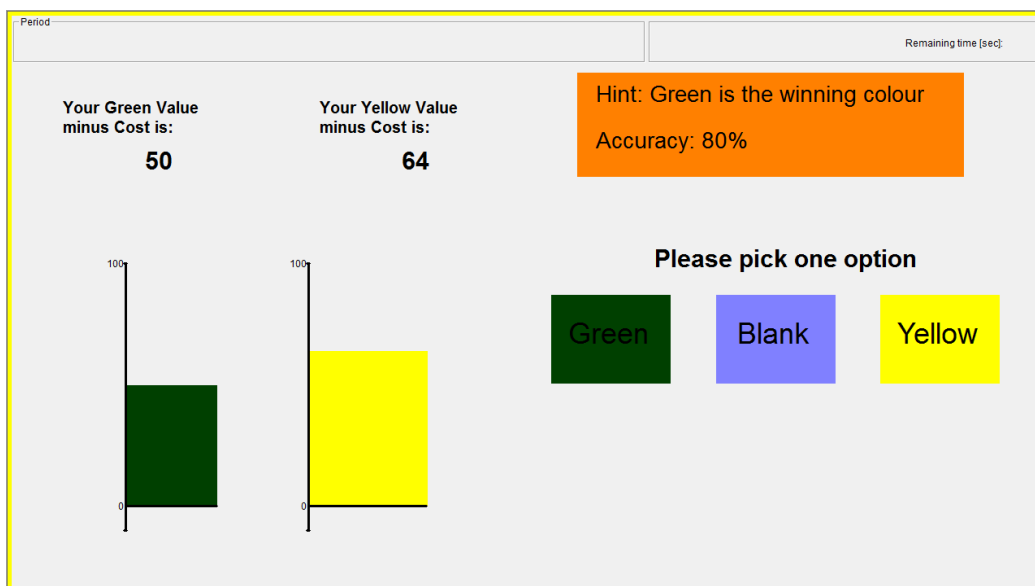 Period
Remaining time [sec]:
Your Green Value
minus Cost is:
50
Your Yellow Value
minus Cost is:
64
Hint: Green is the winning colour
Accuracy: 80%
Please pick one option
Green
Blank
Yellow
100
0
100
0